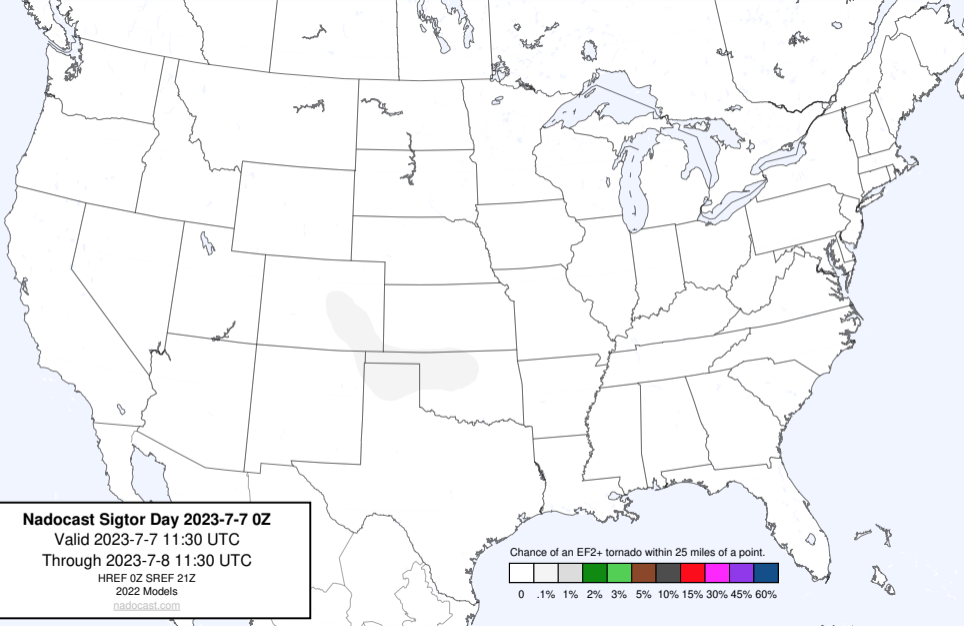 Nadocast Sigtor Day 2023-7-7 0Z
Valid 2023-7-7 11:30 UTC
Through 2023-7-8 11:30 UTC
HREF 0Z SREF 21Z
2022 Models
nadocast.com
Chance of an EF2+ tornado within 25 miles of a point.
0 .1% 1% 2% 3% 5% 10% 15% 30% 45% 60%